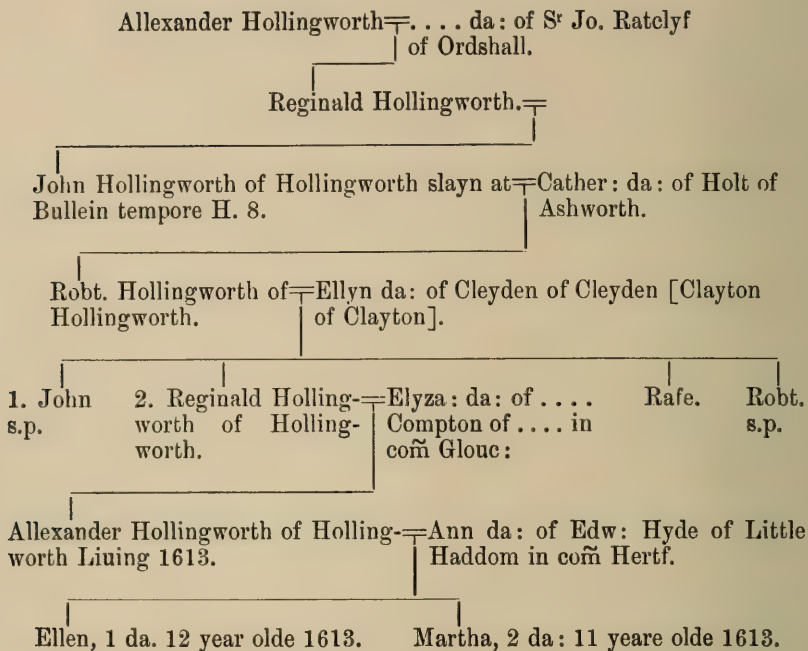 Allexander Hollingworth=.... da: of Sr Jo. Ratclyf
of Ordshall.
Reginald Hollingworth.=
John Hollingworth of Hollingworth slayn at=Cather: da: of Holt of
Bullein tempore H. 8. Ashworth.
Robt. Hollingworth of=Ellyn da: of Cleyden of Cleyden [Clayton
Hollingworth. of Clayton].
1. John 2. Reginald Holling-=Elyza: da: of .... Rafe. Robt.
s.p. worth of Holling- Compton of .... in s.p.
worth. com̃ Glouc:
Allexander Hollingworth of Holling-=Ann da: of Edw: Hyde of Little
worth Liuing 1613. Haddom in com̃ Hertf.
Ellen, 1 da. 12 year olde 1613. Martha, 2 da: 11 yeare olde 1613.